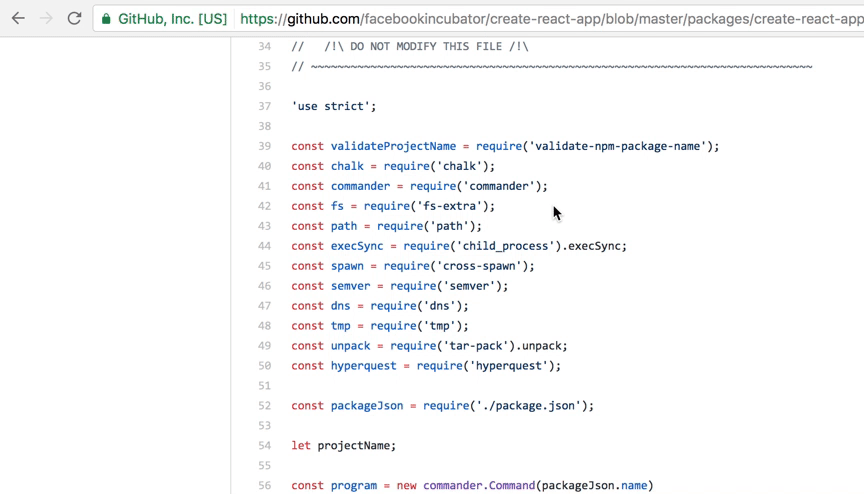 GitHub, Inc. [US] https://github.com/facebookincubator/create-react-app/blob/master/packages/create-react-app
34 // /!\ DO NOT MODIFY THIS FILE /!\
35 // ~~~~~~~~~~~~~~~~~~~~~~~~~~~~~~~~~~~~~~~~~~~~~~~~~~~~~~~~~~~~~~~~~~~~~~~~~~~~
36
37 'use strict';
38
39 const validateProjectName = require('validate-npm-package-name');
40 const chalk = require('chalk');
41 const commander = require('commander');
42 const fs = require('fs-extra');
43 const path = require('path');
44 const execSync = require('child_process').execSync;
45 const spawn = require('cross-spawn');
46 const semver = require('semver');
47 const dns = require('dns');
48 const tmp = require('tmp');
49 const unpack = require('tar-pack').unpack;
50 const hyperquest = require('hyperquest');
51
52 const packageJson = require('./package.json');
53
54 let projectName;
55
56 const program = new commander.Command(packageJson.name)